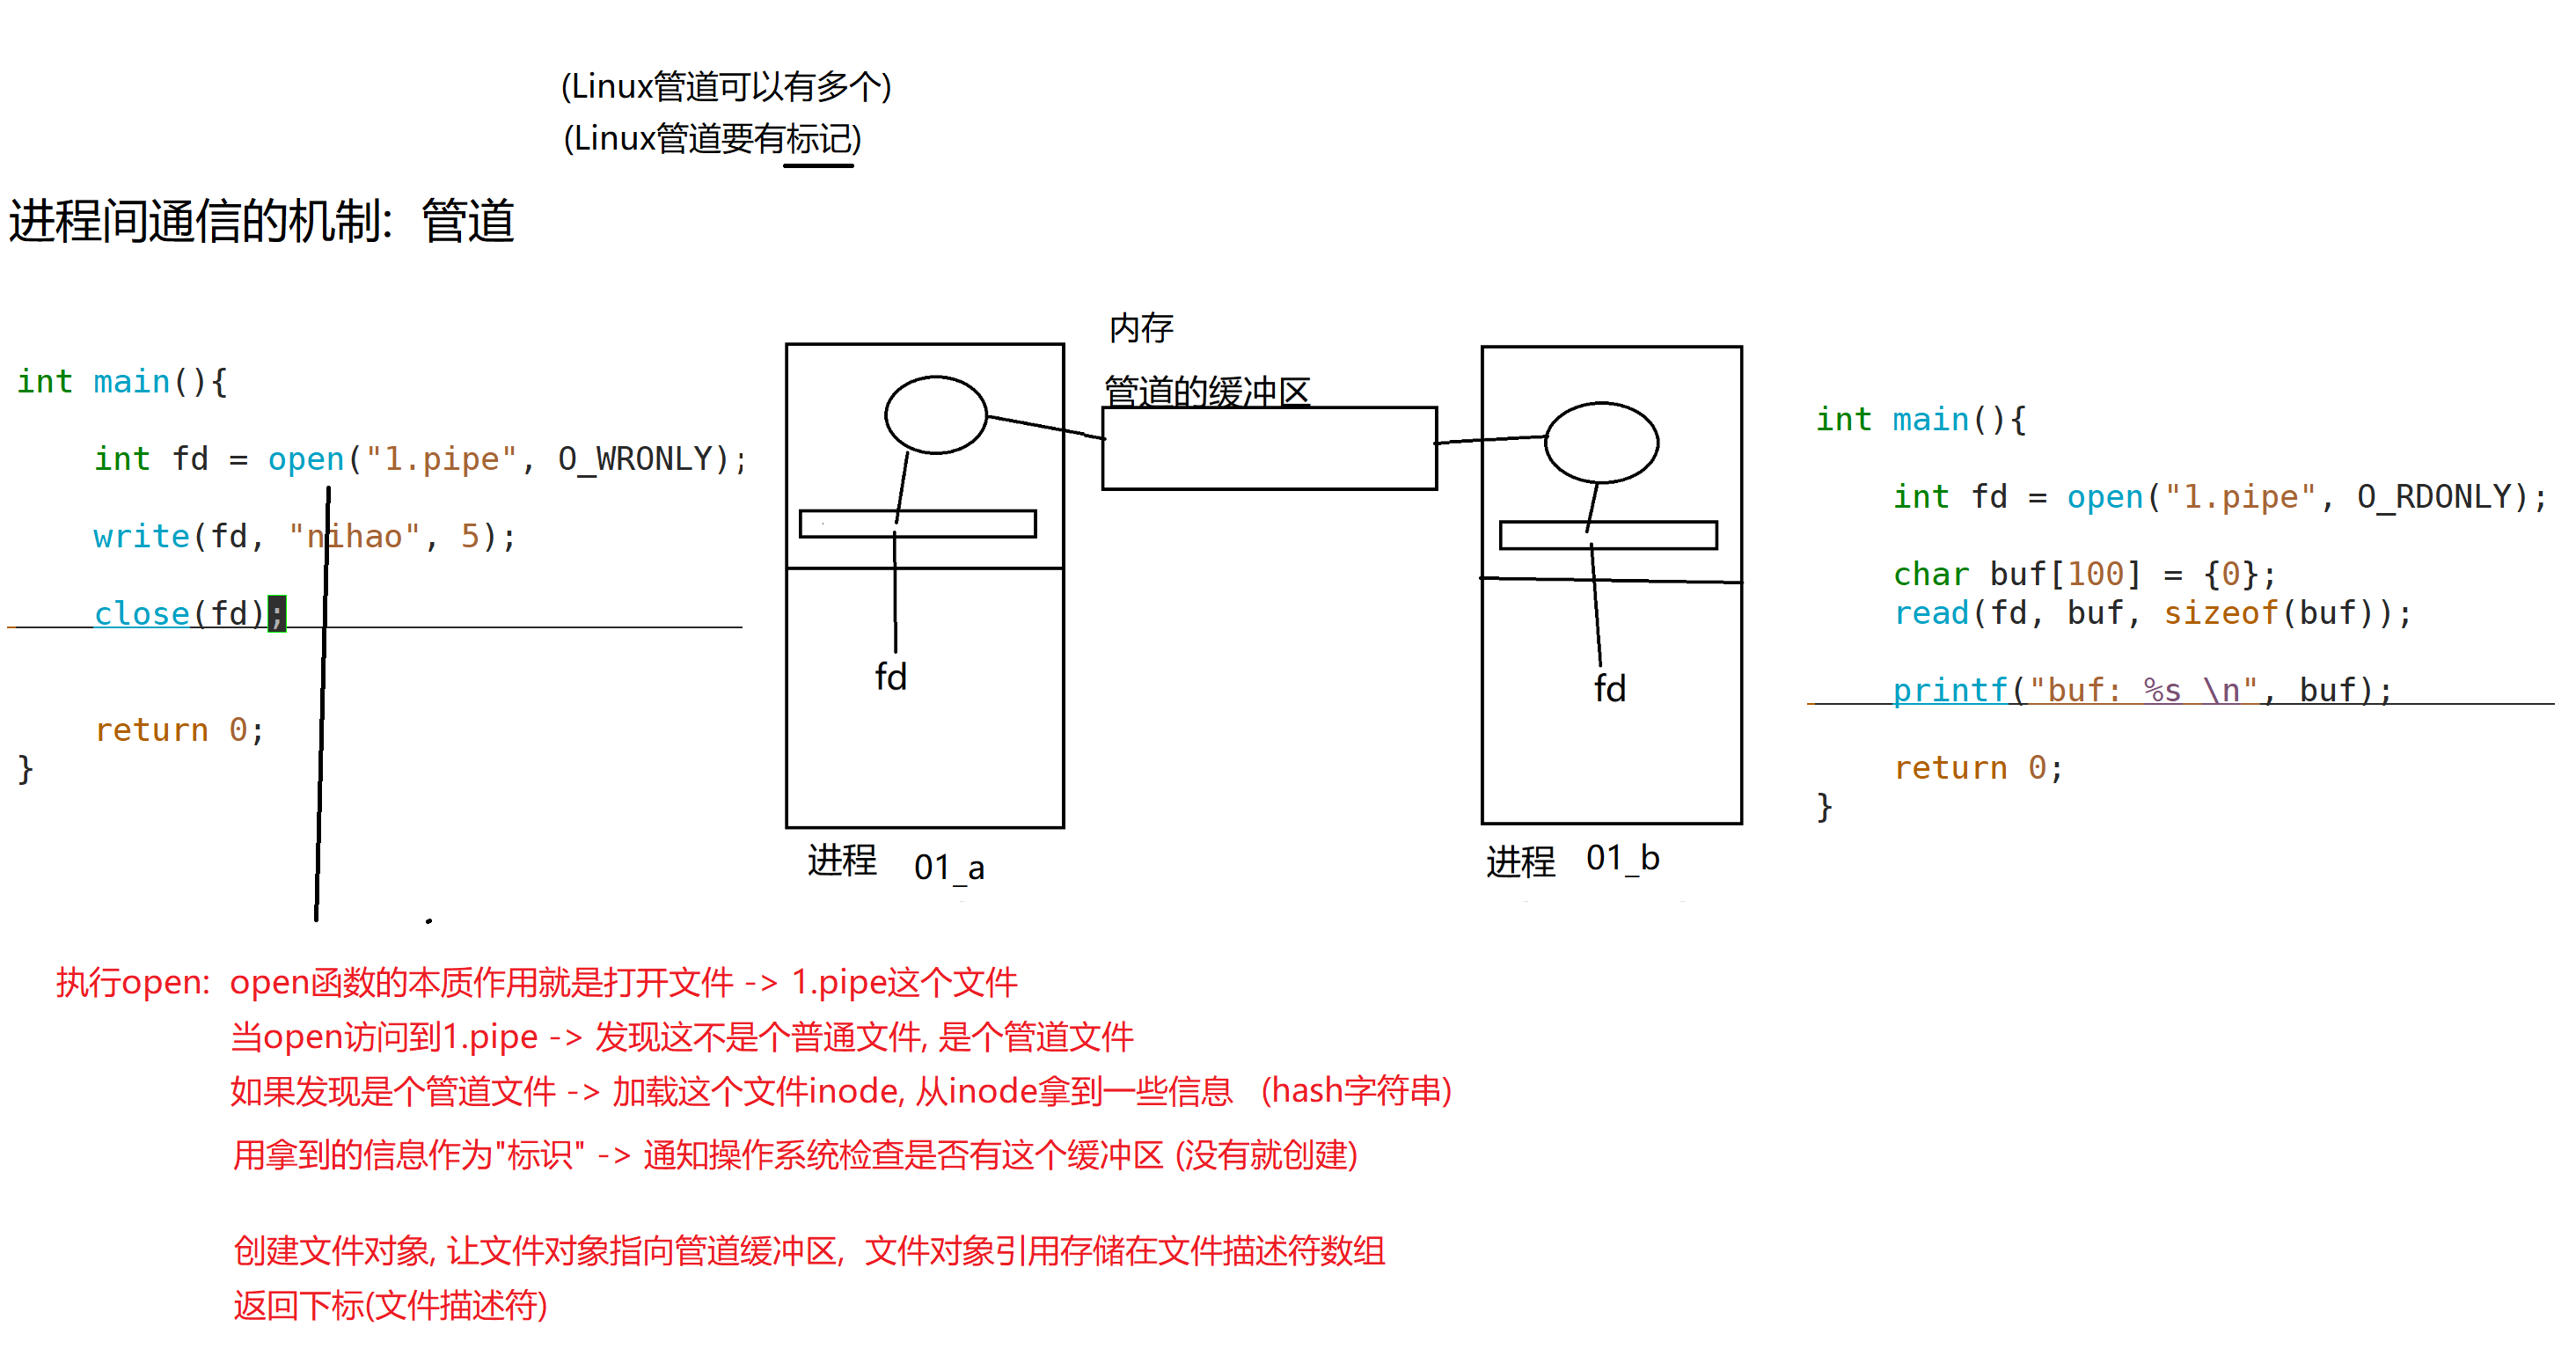 (Linux管道可以有多个)
(Linux管道要有标记)
进程间通信的机制: 管道
int main(){
int fd = open("1.pipe", O_WRONLY);
write(fd, "nihao", 5);
close(fd);
return 0;
}
内存
管道的缓冲区
fd
进程 01_a
fd
进程 01_b
int main(){
int fd = open("1.pipe", O_RDONLY);
char buf[100] = {0};
read(fd, buf, sizeof(buf));
printf("buf: %s \n", buf);
return 0;
}
执行open: open函数的本质作用就是打开文件 -> 1.pipe这个文件
当open访问到1.pipe -> 发现这不是个普通文件, 是个管道文件
如果发现是个管道文件 -> 加载这个文件inode, 从inode拿到一些信息 (hash字符串)
用拿到的信息作为"标识" -> 通知操作系统检查是否有这个缓冲区 (没有就创建)
创建文件对象, 让文件对象指向管道缓冲区, 文件对象引用存储在文件描述符数组
返回下标(文件描述符)